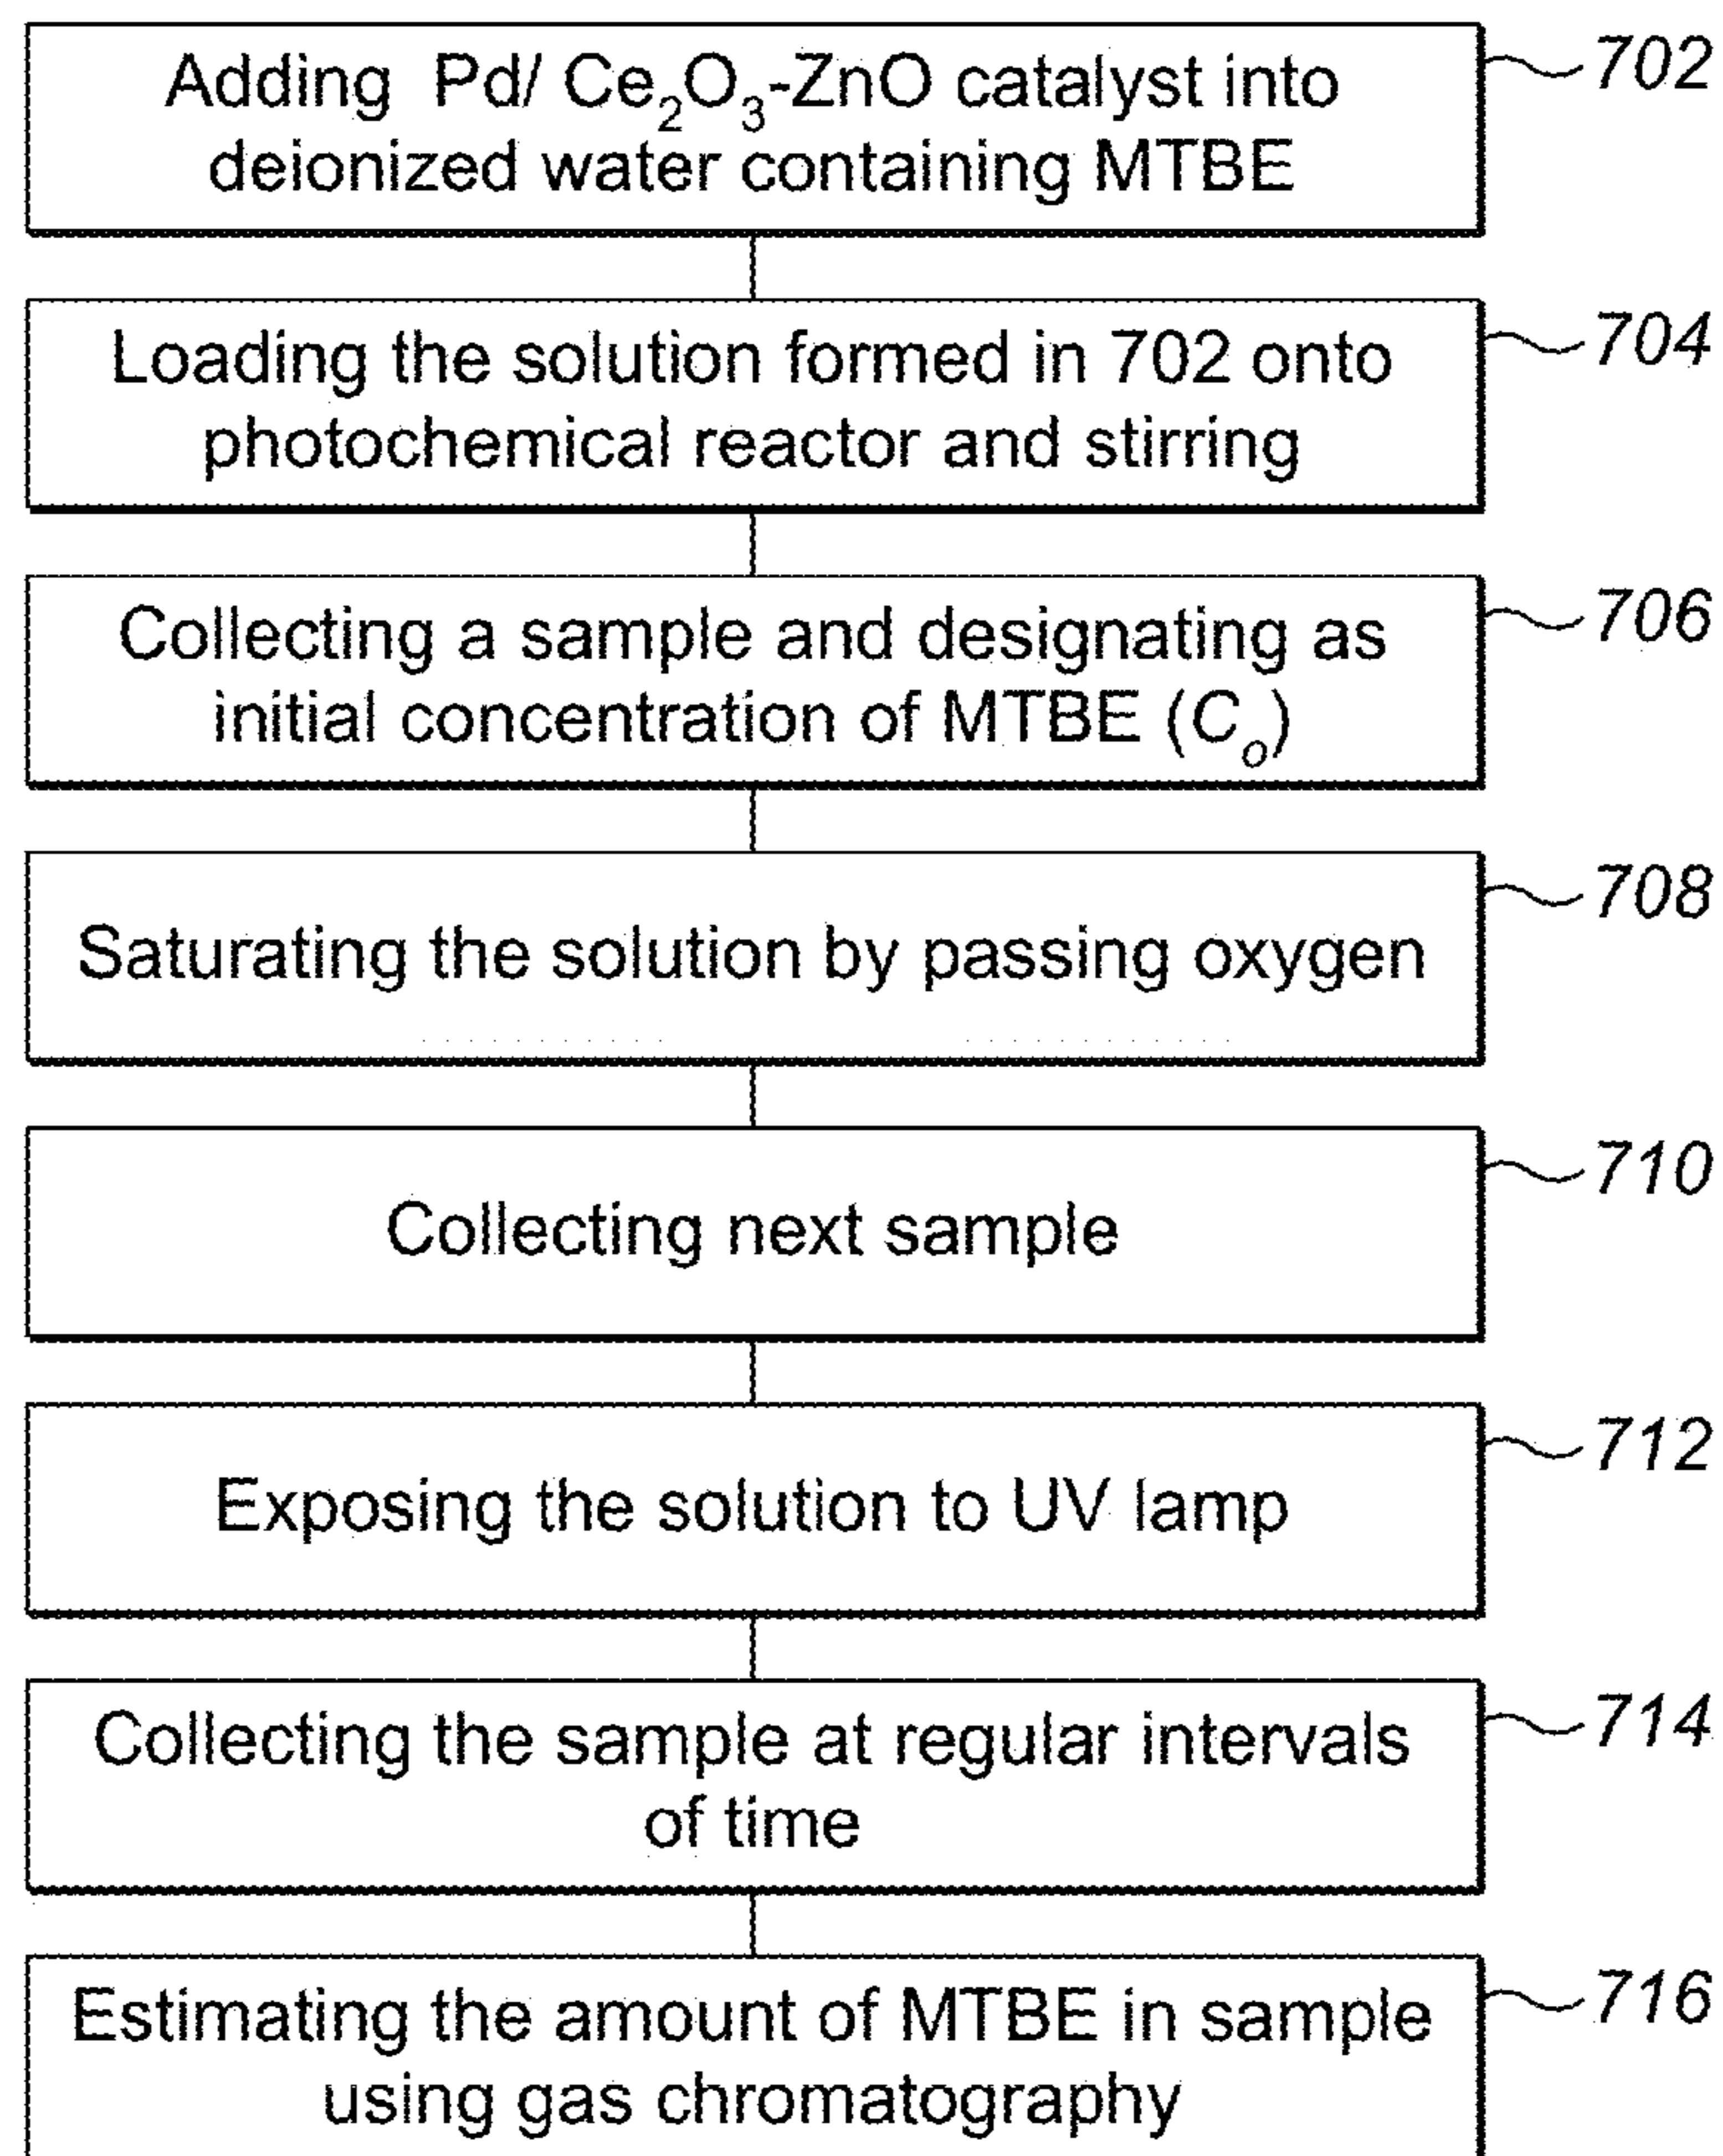 Adding Pd/ Ce₂O₃-ZnO catalyst into
deionized water containing MTBE
702
Loading the solution formed in 702 onto
photochemical reactor and stirring
704
Collecting a sample and designating as
initial concentration of MTBE (Cₒ)
706
Saturating the solution by passing oxygen
708
Collecting next sample
710
Exposing the solution to UV lamp
712
Collecting the sample at regular intervals
of time
714
Estimating the amount of MTBE in sample
using gas chromatography
716